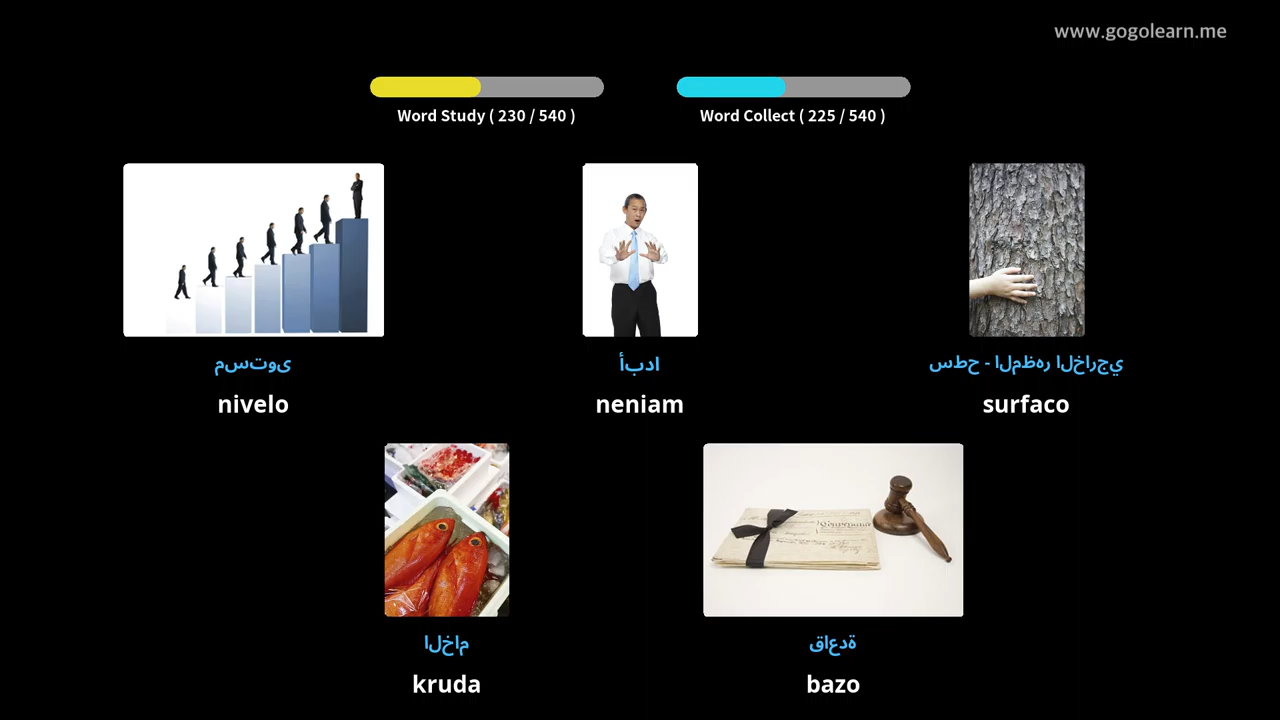 www.gogolearn.me
Word Study ( 230 / 540 )
Word Collect ( 225 / 540 )
مستوى
أبدا
سطح - المظهر الخارجي
nivelo
neniam
surfaco
الخام
قاعدة
kruda
bazo